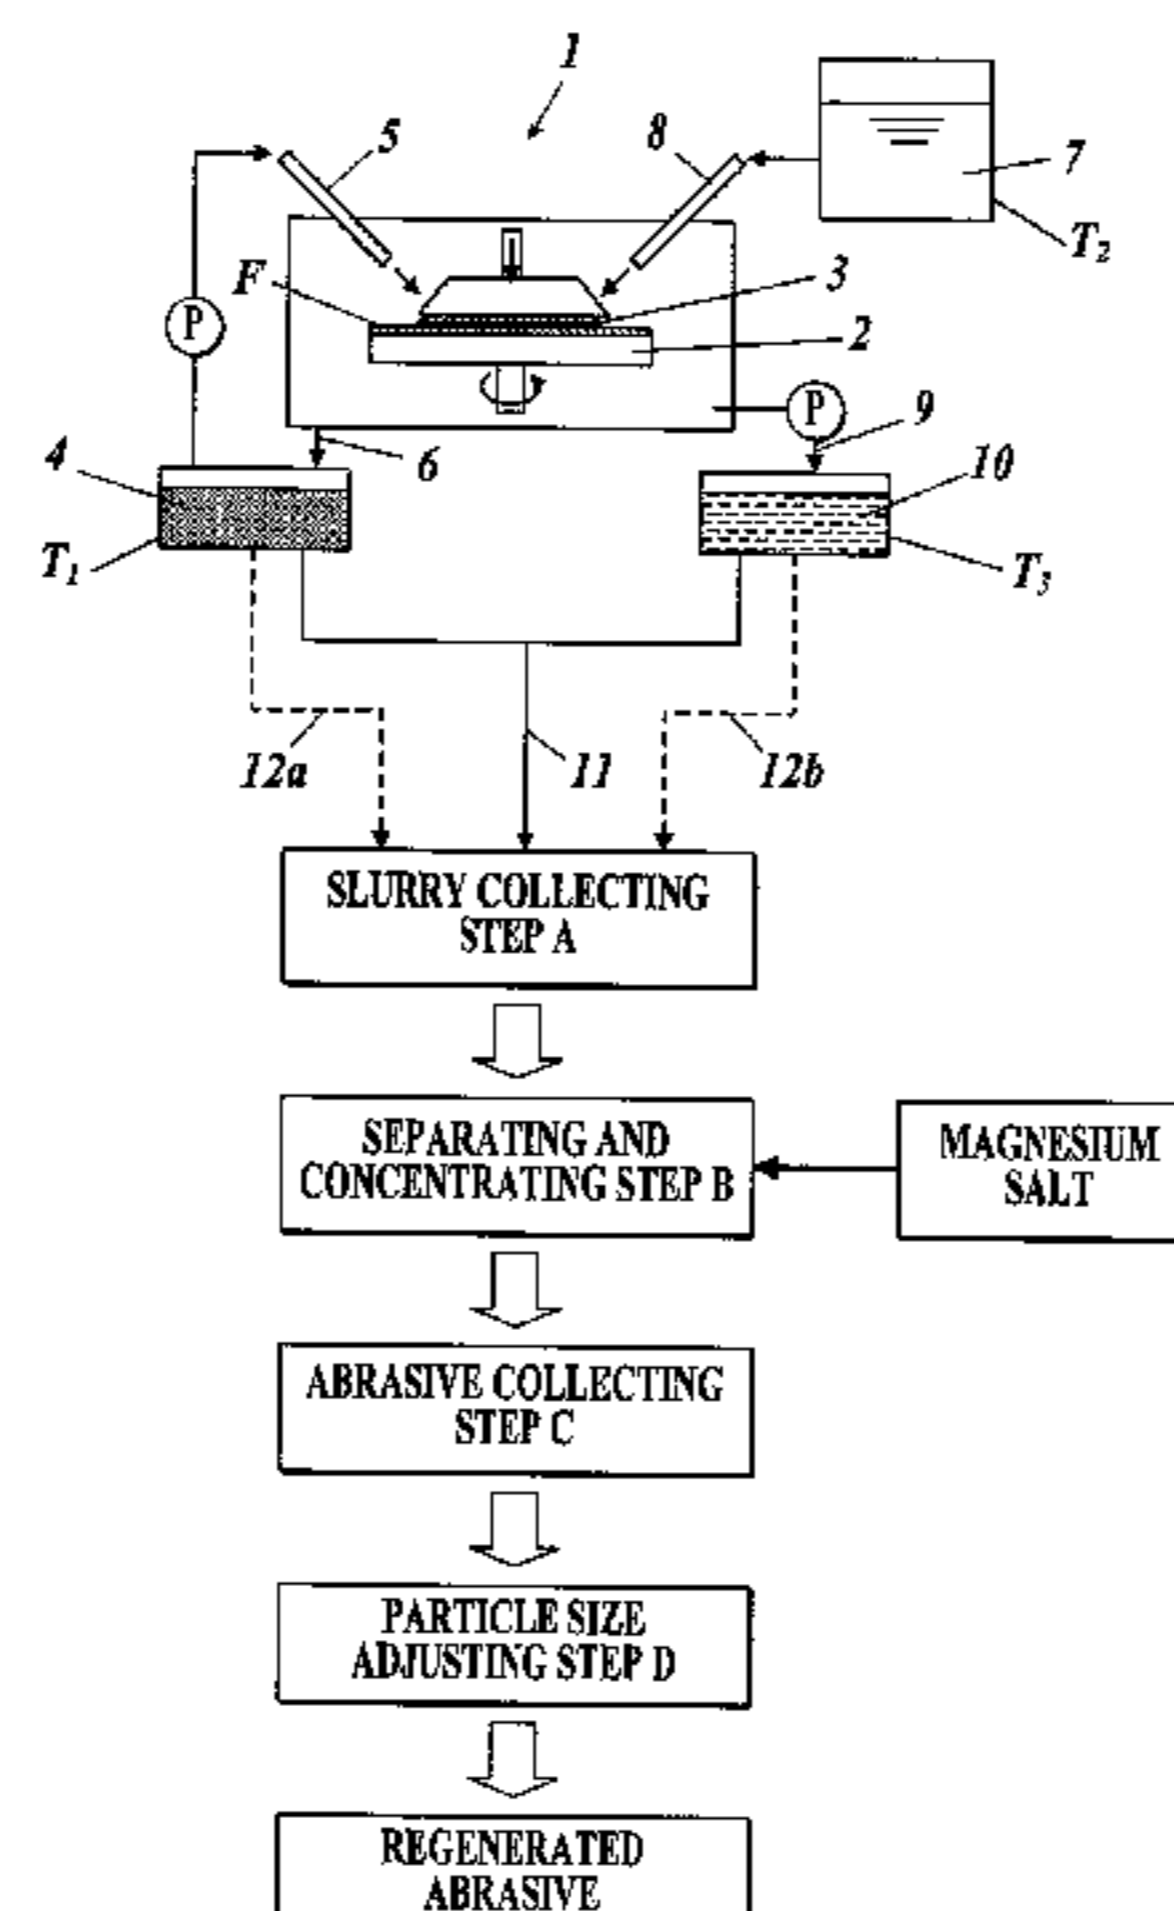 1
5
8
7
T2
F
3
P
2
P
9
4
6
10
T1
T3
12a
11
12b
SLURRY COLLECTING
STEP A
SEPARATING AND
CONCENTRATING STEP B
MAGNESIUM
SALT
ABRASIVE COLLECTING
STEP C
PARTICLE SIZE
ADJUSTING STEP D
REGENERATED
ABRASIVE